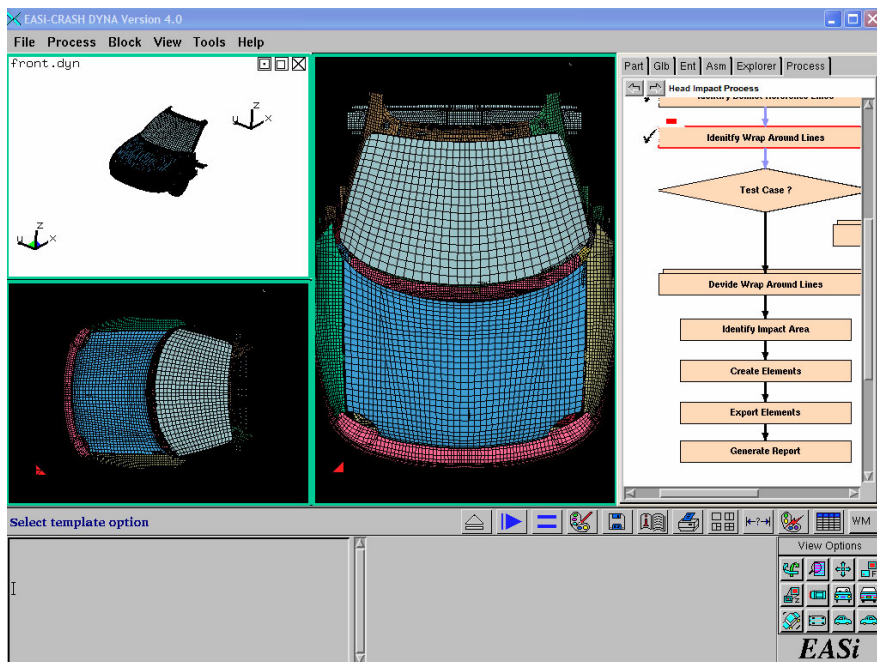 EASi-CRASH DYNA Version 4.0
File Process Block View Tools Help
front.dyn
z
x
z
x
Part Glb Ent Asm Explorer Process
Head Impact Process
Idenitfy Wrap Around Lines
Test Case ?
Devide Wrap Around Lines
Identify Impact Area
Create Elements
Export Elements
Generate Report
Select template option
WM
View Options
EASi